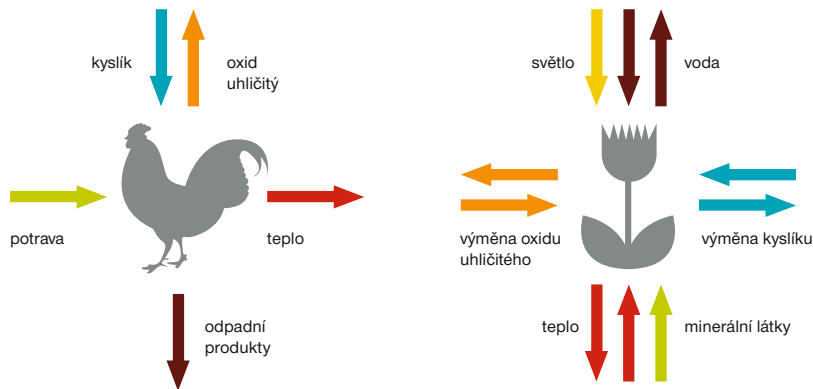 kyslík
oxid
uhličitý
potrava
teplo
odpadní
produkty
světlo
voda
výměna oxidu
uhličitého
výměna kyslíku
teplo
minerální látky